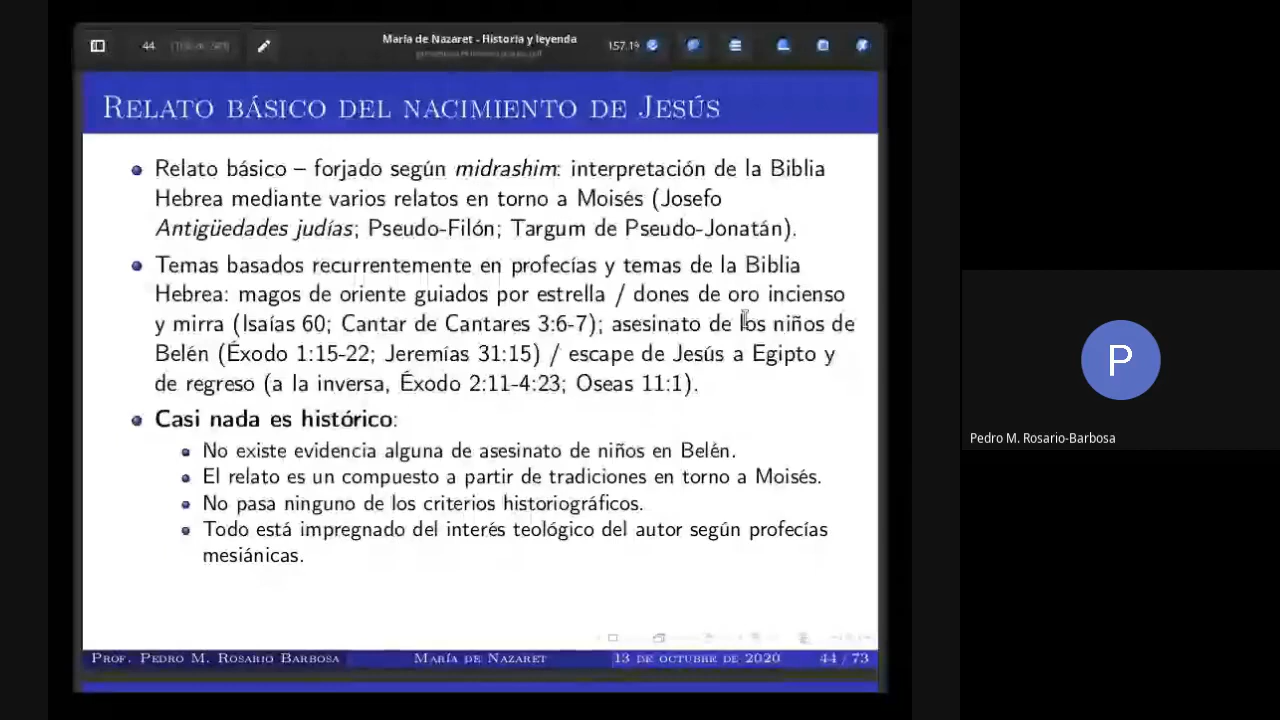 44
María de Nazaret - Historia y leyenda
RELATO BÁSICO DEL NACIMIENTO DE JESÚS
Relato básico – forjado según midrashim: interpretación de la Biblia
Hebrea mediante varios relatos en torno a Moisés (Josefo
Antigüedades judías; Pseudo-Filón; Targum de Pseudo-Jonatán).
Temas basados recurrentemente en profecías y temas de la Biblia
Hebrea: magos de oriente guiados por estrella / dones de oro incienso
y mirra (Isaías 60; Cantar de Cantares 3:6-7); asesinato de los niños de
Belén (Éxodo 1:15-22; Jeremías 31:15) / escape de Jesús a Egipto y
de regreso (a la inversa, Éxodo 2:11-4:23; Oseas 11:1).
Casi nada es histórico:
No existe evidencia alguna de asesinato de niños en Belén.
El relato es un compuesto a partir de tradiciones en torno a Moisés.
No pasa ninguno de los criterios historiográficos.
Todo está impregnado del interés teológico del autor según profecías
mesiánicas.
PROF. PEDRO M. ROSARIO BARBOSA MARÍA DE NAZARET 13 DE OCTUBRE DE 2020 44 / 73
P
Pedro M. Rosario-Barbosa